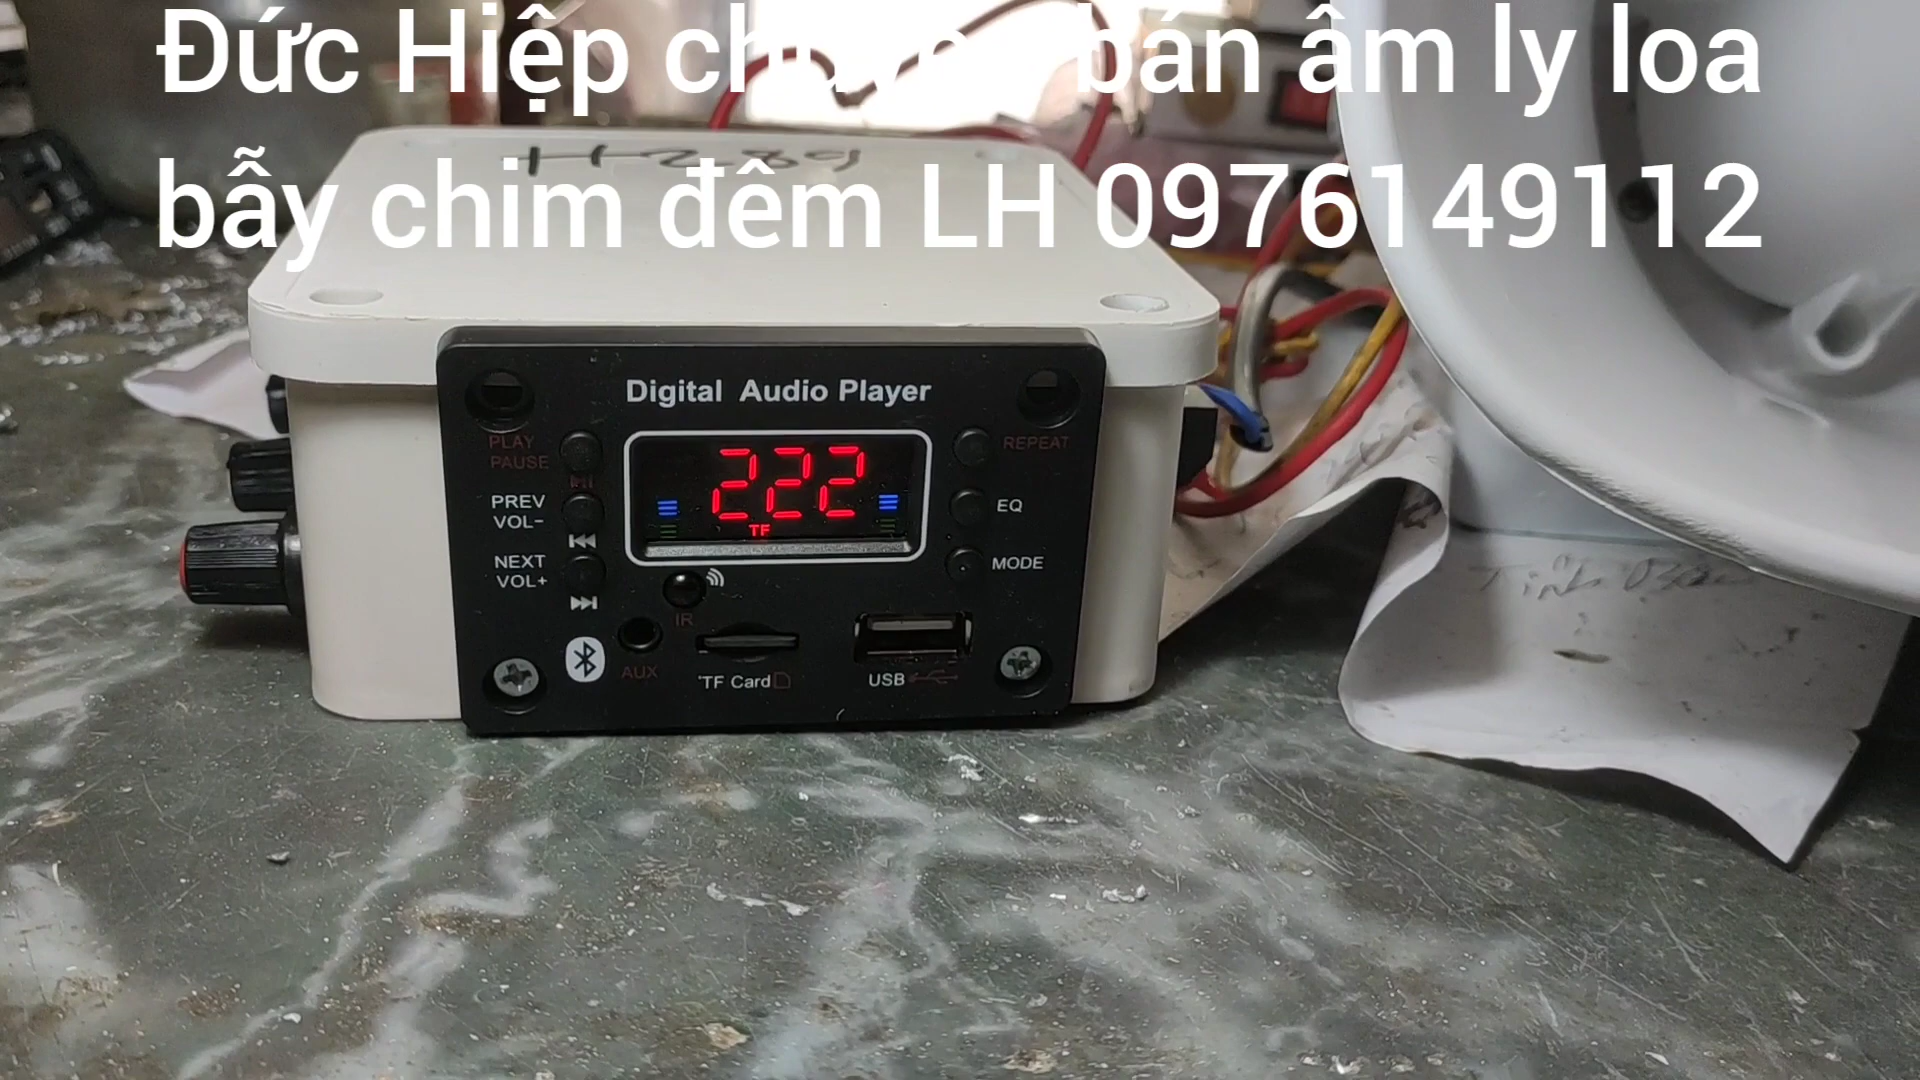 Đức Hiệp chuyên bán âm ly loa
bẫy chim đêm LH 0976149112
Digital Audio Player
PLAY
PAUSE
REPEAT
222
TF
PREV
VOL-
EQ
NEXT
VOL+
MODE
IR
AUX
TF Card
USB